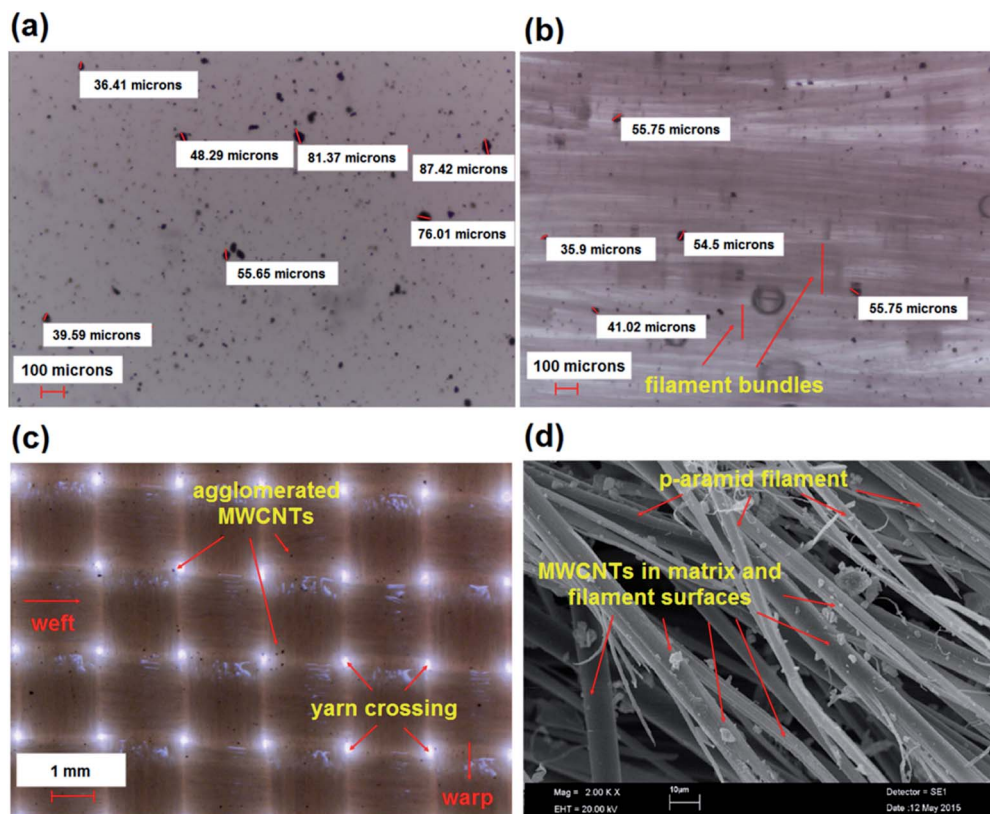 (a)
36.41 microns
48.29 microns
81.37 microns
87.42 microns
76.01 microns
55.65 microns
39.59 microns
100 microns
(b)
55.75 microns
35.9 microns
54.5 microns
55.75 microns
41.02 microns
100 microns
filament bundles
(c)
agglomerated
MWCNTs
weft
yarn crossing
1 mm
warp
(d)
p-aramid filament
MWCNTs in matrix and
filament surfaces
Mag = 2.00 K X
10µm
Detector = SE1
EHT = 20.00 kV
Date :12 May 2015